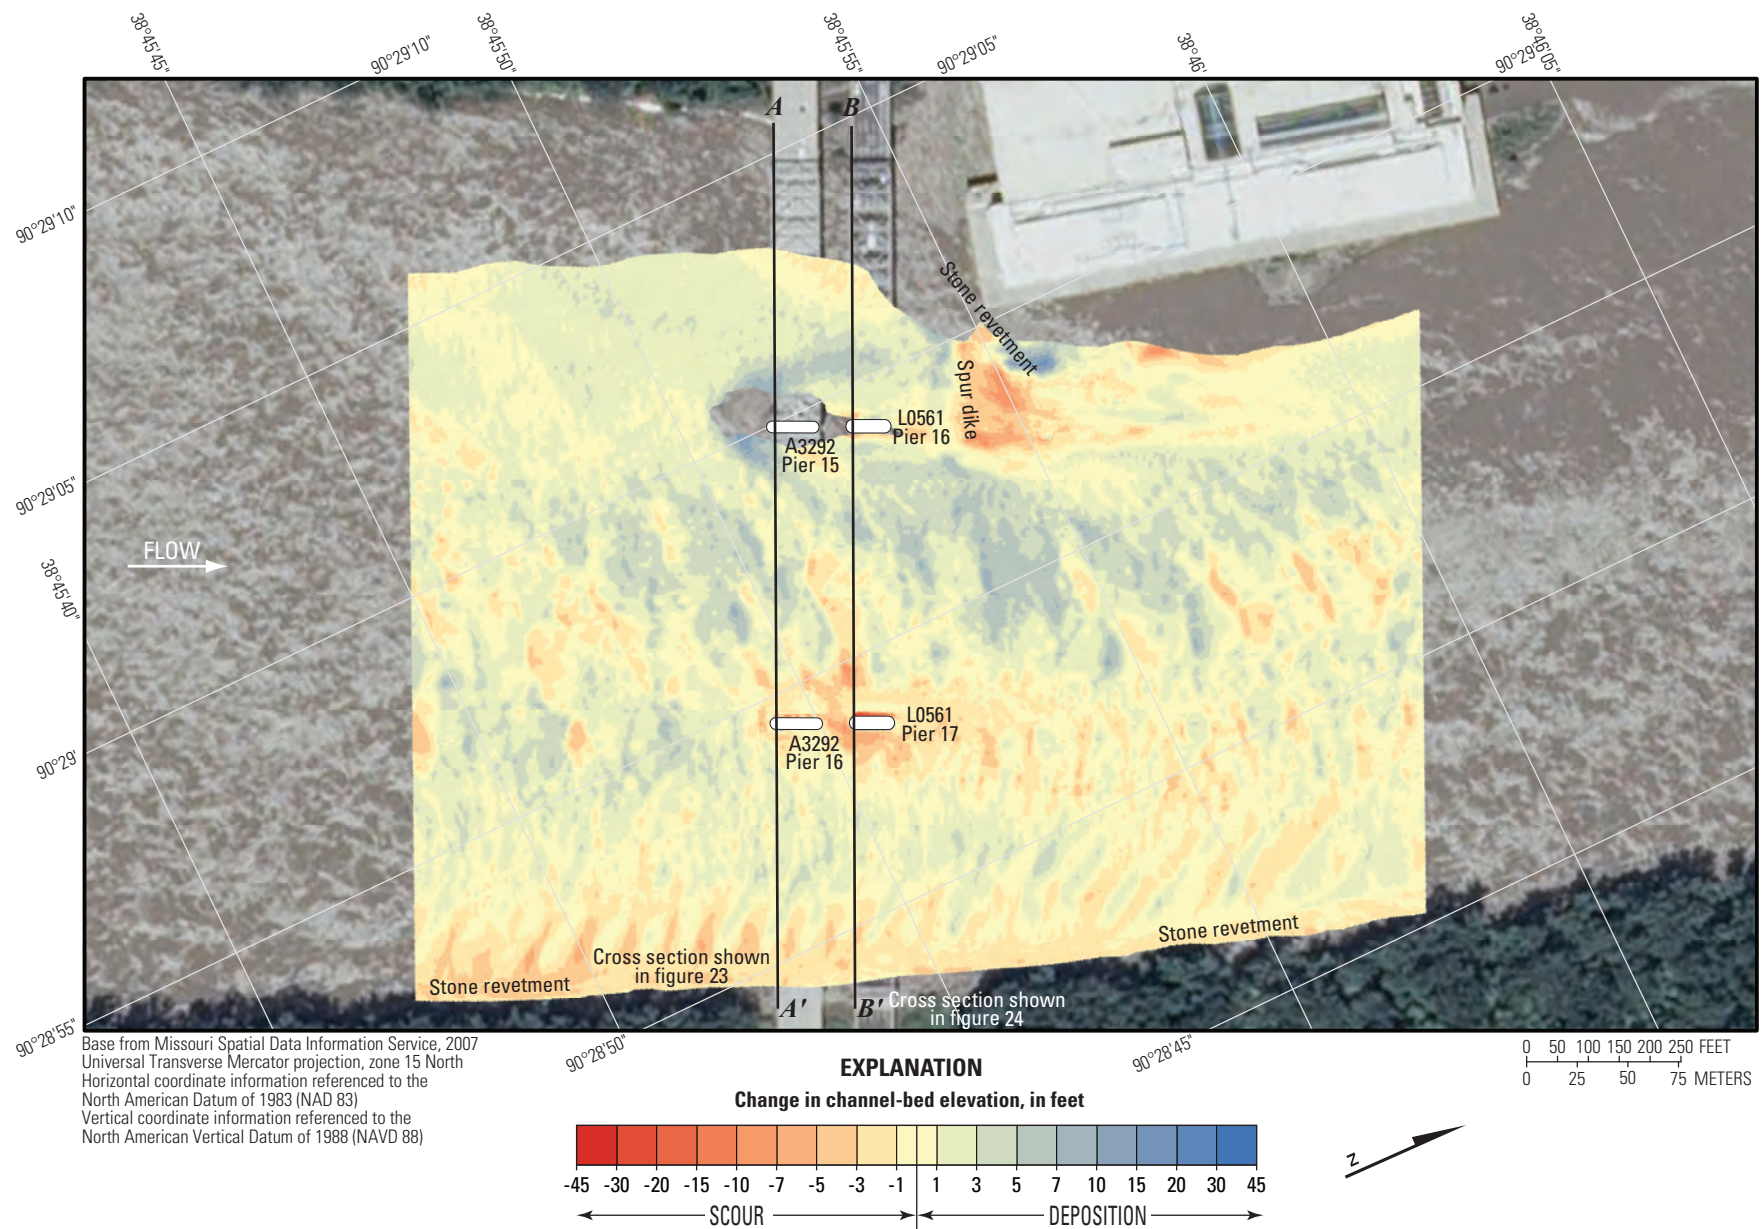 38°45'45"
90°29'10"
38°45'50"
38°45'55"
90°29'05"
38°46'
90°29'05"
38°46'05"
A
B
90°29'10"
Stone revetment
Spur dike
L0561
Pier 16
A3292
Pier 15
90°29'05"
FLOW
38°45'40"
L0561
Pier 17
A3292
Pier 16
90°29'
Stone revetment
Cross section shown
in figure 23
Stone revetment
A'
B'
Cross section shown
in figure 24
90°28'55"
90°28'50"
90°28'45"
Base from Missouri Spatial Data Information Service, 2007
Universal Transverse Mercator projection, zone 15 North
Horizontal coordinate information referenced to the
North American Datum of 1983 (NAD 83)
Vertical coordinate information referenced to the
North American Vertical Datum of 1988 (NAVD 88)
0 50 100 150 200 250 FEET
0 25 50 75 METERS
EXPLANATION
Change in channel-bed elevation, in feet
-45 -30 -20 -15 -10 -7 -5 -3 -1 1 3 5 7 10 15 20 30 45
SCOUR DEPOSITION
N